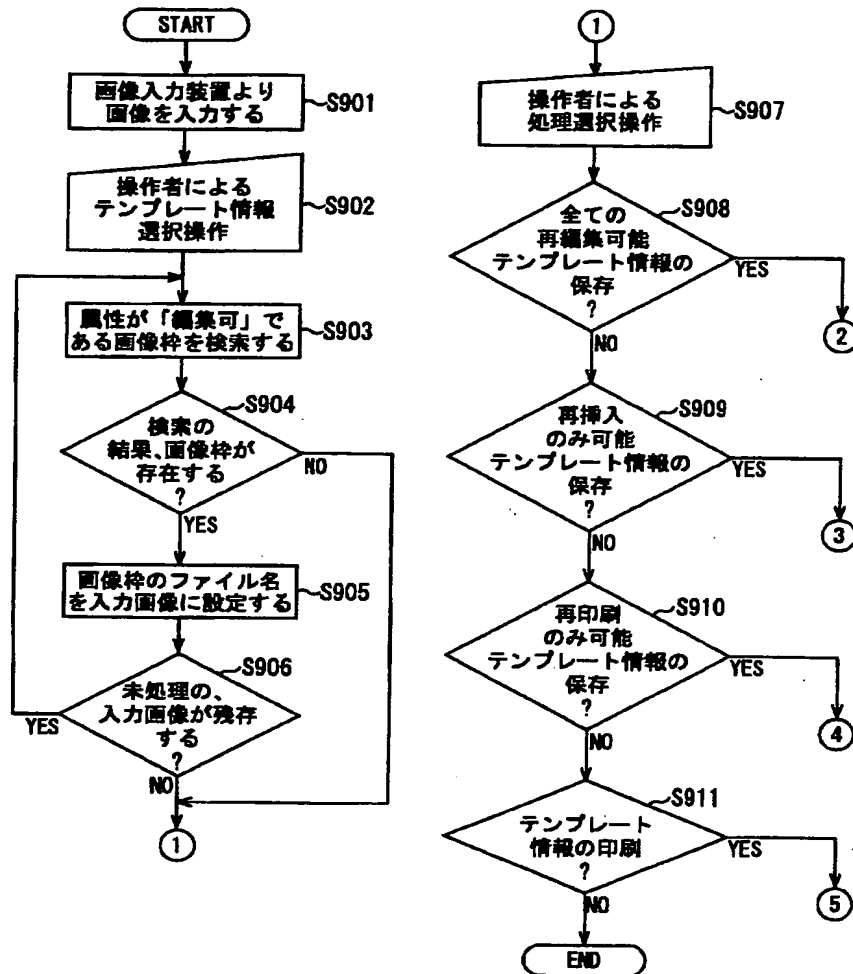 START
画像入力装置より
画像を入力する
S901
操作者による
テンプレート情報
選択操作
S902
属性が「編集可」で
ある画像枠を検索する
S903
S904
検索の
結果、画像枠が
存在する
?
NO
YES
画像枠のファイル名
を入力画像に設定する
S905
S906
未処理の、
入力画像が残存
する
?
YES
NO
1
1
操作者による
処理選択操作
S907
S908
全ての
再編集可能
テンプレート情報の
保存
?
YES
2
NO
S909
再挿入
のみ可能
テンプレート情報の
保存
?
YES
3
NO
S910
再印刷
のみ可能
テンプレート情報の
保存
?
YES
4
NO
S911
テンプレート
情報の印刷
?
YES
5
NO
END